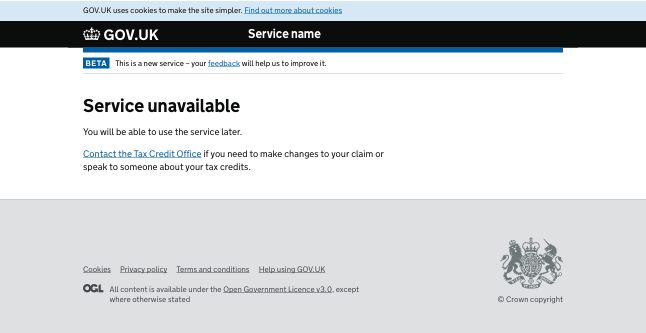 GOV.UK uses cookies to make the site simpler. Find out more about cookies
GOV.UK Service name
BETA This is a new service – your feedback will help us to improve it.
Service unavailable
You will be able to use the service later.
Contact the Tax Credit Office if you need to make changes to your claim or
speak to someone about your tax credits.
Cookies Privacy policy Terms and conditions Help using GOV.UK
OGL All content is available under the Open Government Licence v3.0, except
where otherwise stated
© Crown copyright